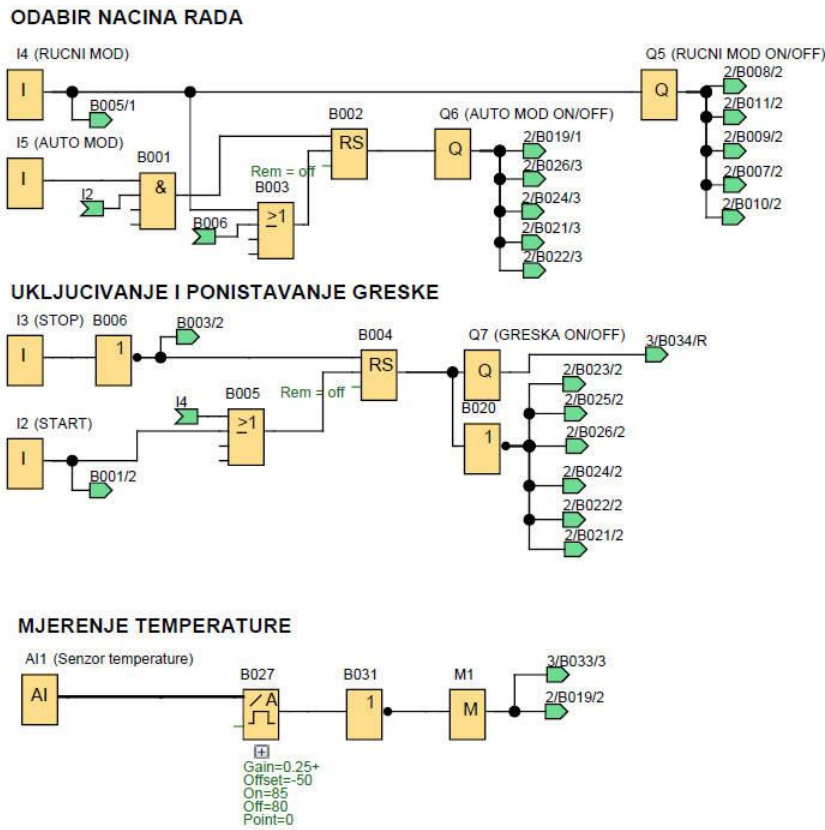 ODABIR NACINA RADA
I4 (RUCNI MOD)
Q5 (RUCNI MOD ON/OFF)
I
Q
B005/1
2/B008/2
2/B011/2
2/B009/2
2/B007/2
2/B010/2
I5 (AUTO MOD)
I
B001
&
I2
B002
RS
Rem = off
B003
>1
B006
Q6 (AUTO MOD ON/OFF)
Q
2/B019/1
2/B026/3
2/B024/3
2/B021/3
2/B022/3
UKLJUCIVANJE I PONISTAVANJE GRESKE
I3 (STOP)
I
B006
1
B003/2
B004
RS
Rem = off
Q7 (GRESKA ON/OFF)
Q
3/B034/R
I4
B005
>1
I2 (START)
I
B001/2
B020
1
2/B023/2
2/B025/2
2/B026/2
2/B024/2
2/B022/2
2/B021/2
MJERENJE TEMPERATURE
AI1 (Senzor temperature)
AI
B027
/A
B031
1
M1
M
3/B033/3
2/B019/2
Gain=0.25+
Offset=-50
On=85
Off=80
Point=0